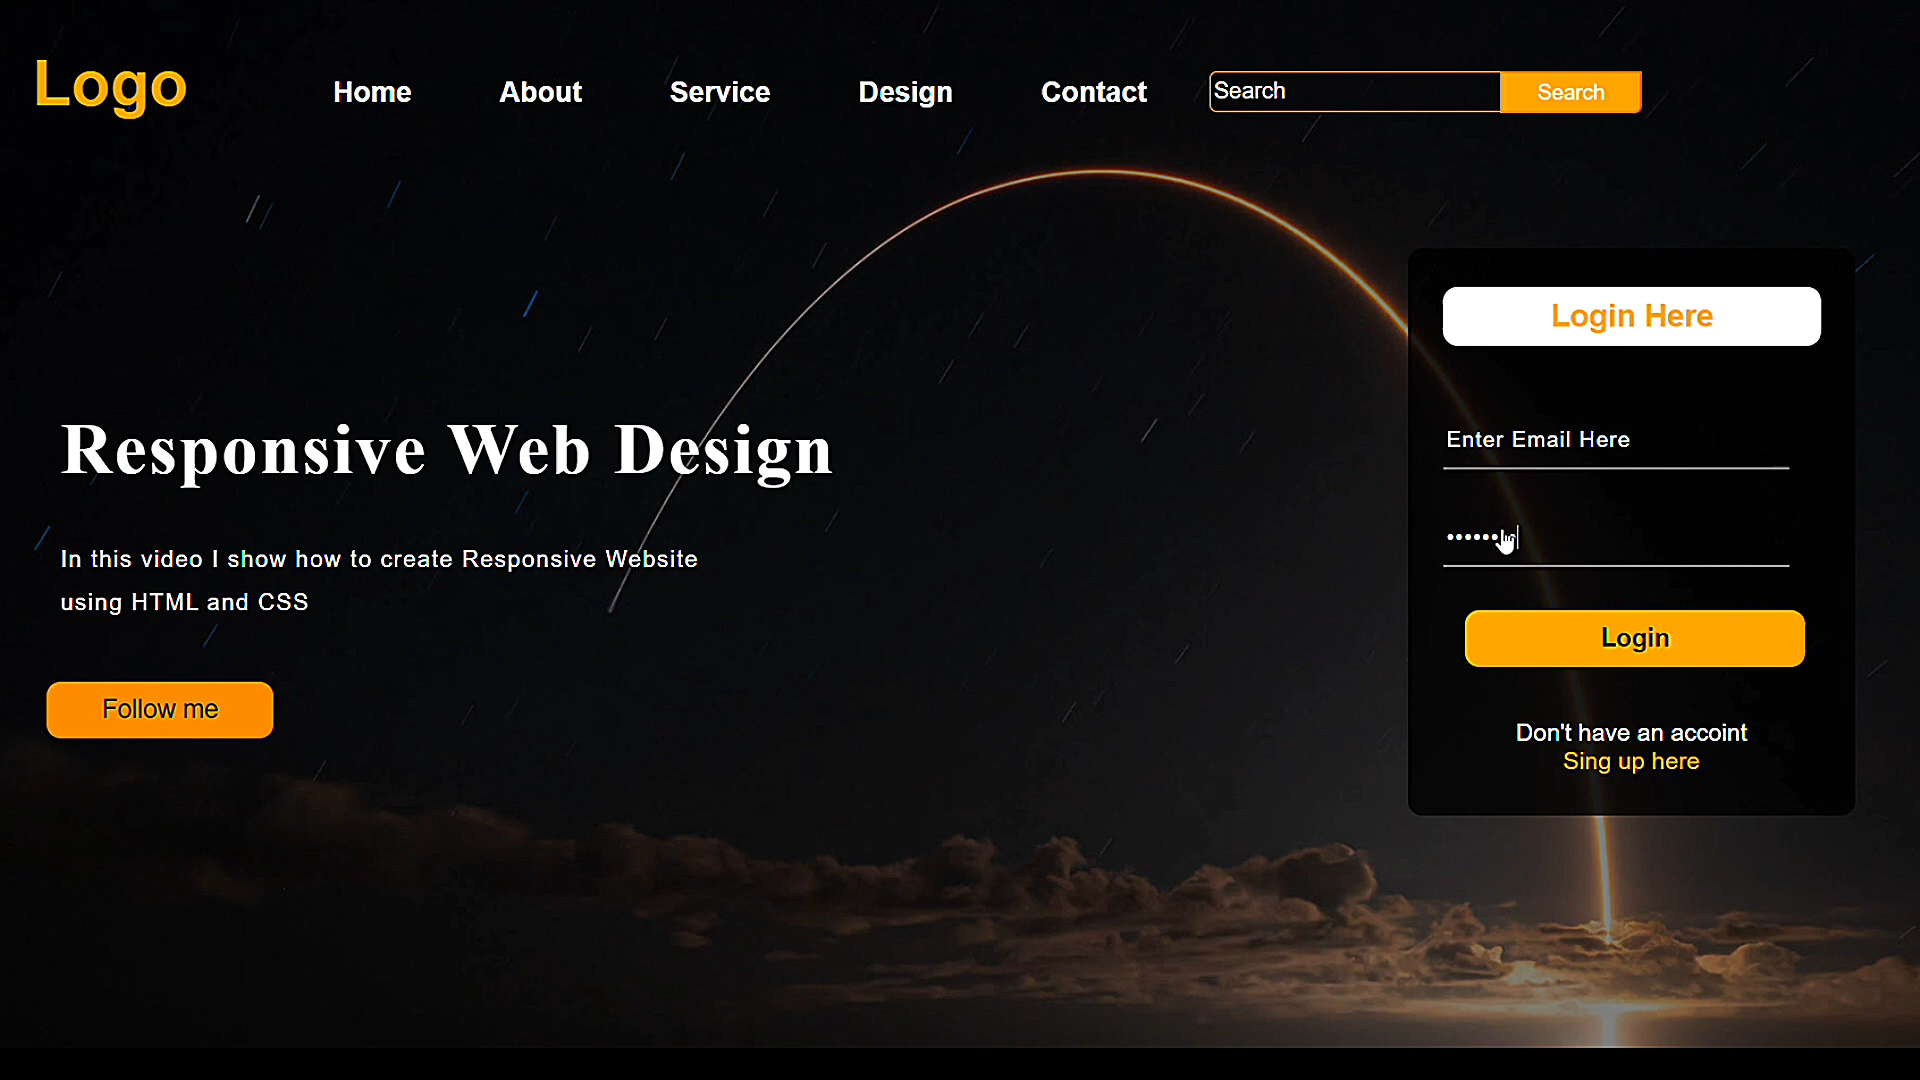 Logo
Home
About
Service
Design
Contact
Search
Search
Login Here
Enter Email Here
Responsive Web Design
In this video I show how to create Responsive Website
using HTML and CSS
Login
Follow me
Don't have an accoint
Sing up here